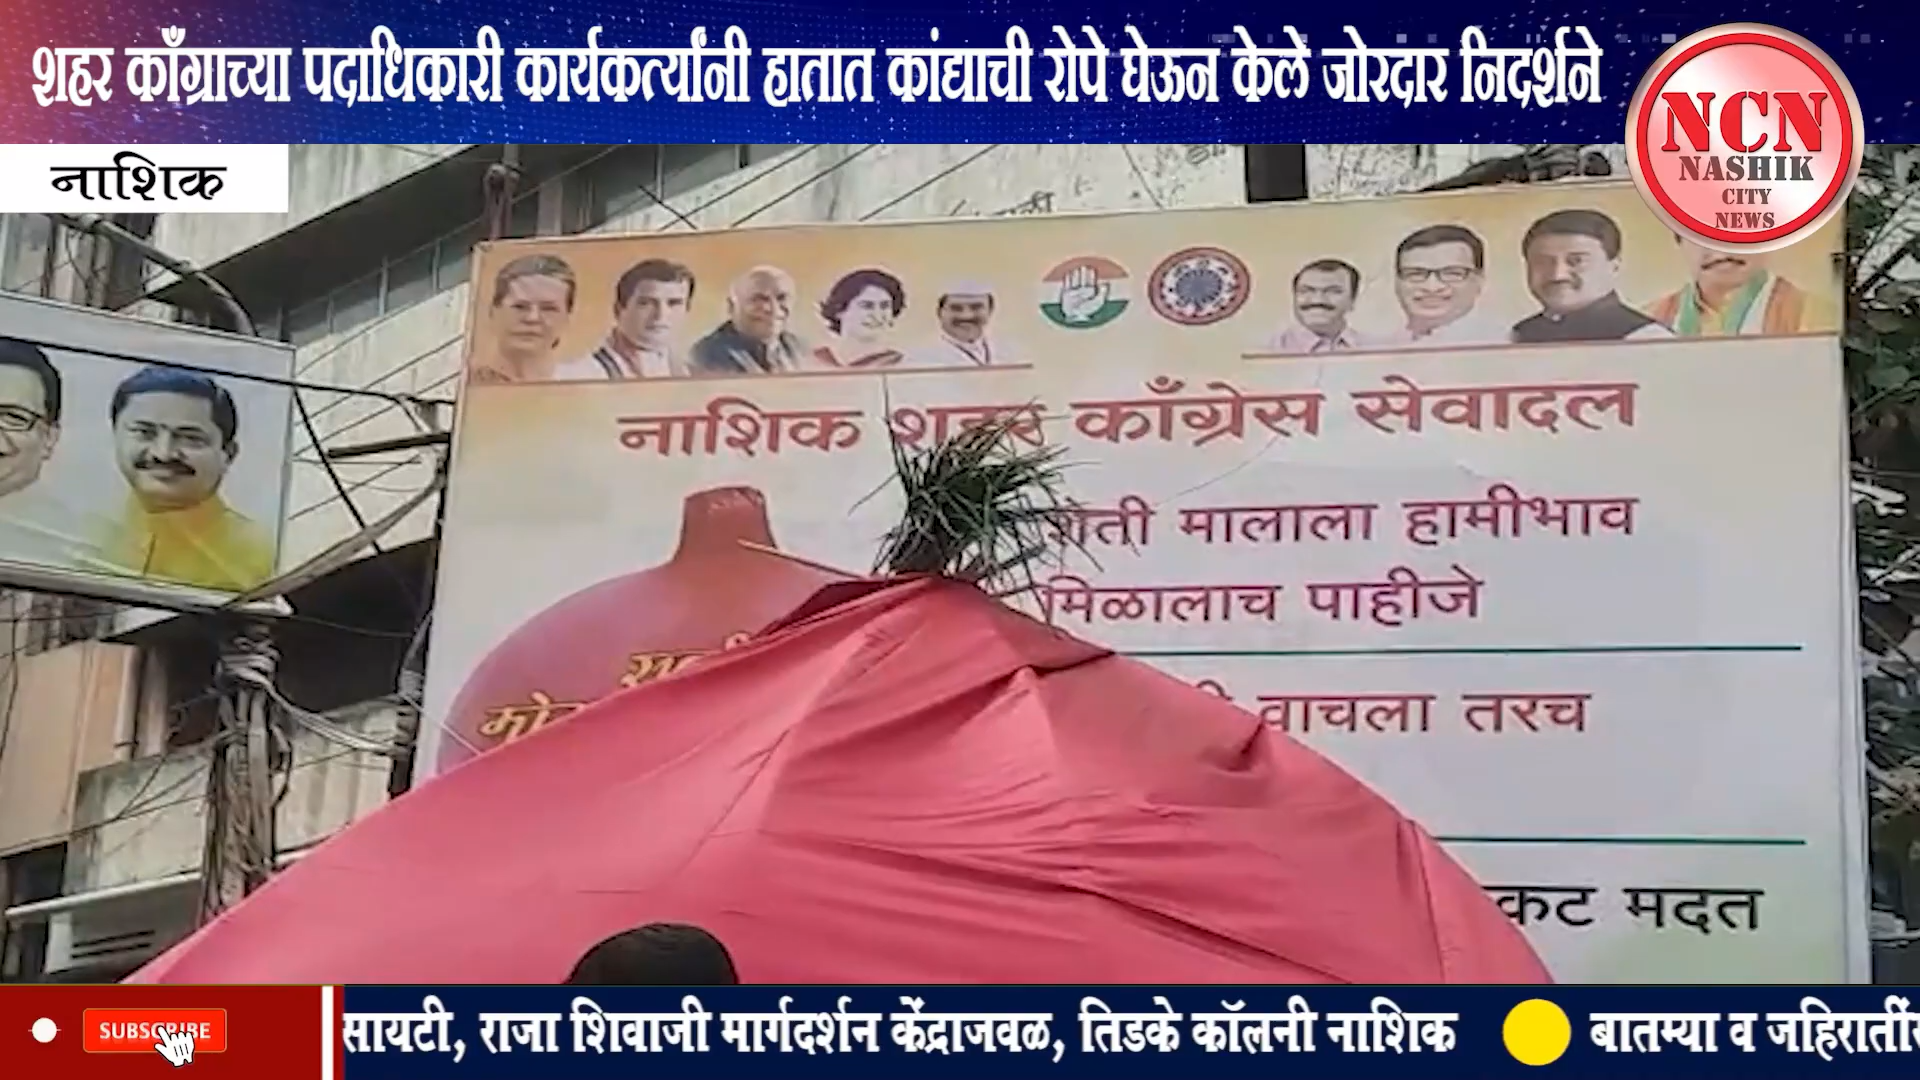 शहर काँग्राच्या पदाधिकारी कार्यकर्त्यांनी हातात कांद्याची रोपे घेऊन केले जोरदार निदर्शने
NCN
NASHIK
CITY
NEWS
नाशिक
नाशिक शहर काँग्रेस सेवादल
शेती मालाला हामीभाव
मिळालाच पाहीजे
वाचला तरच
मदत
SUBSCRIBE
सायटी, राजा शिवाजी मार्गदर्शन केंद्राजवळ, तिडके कॉलनी नाशिक
बातम्या व